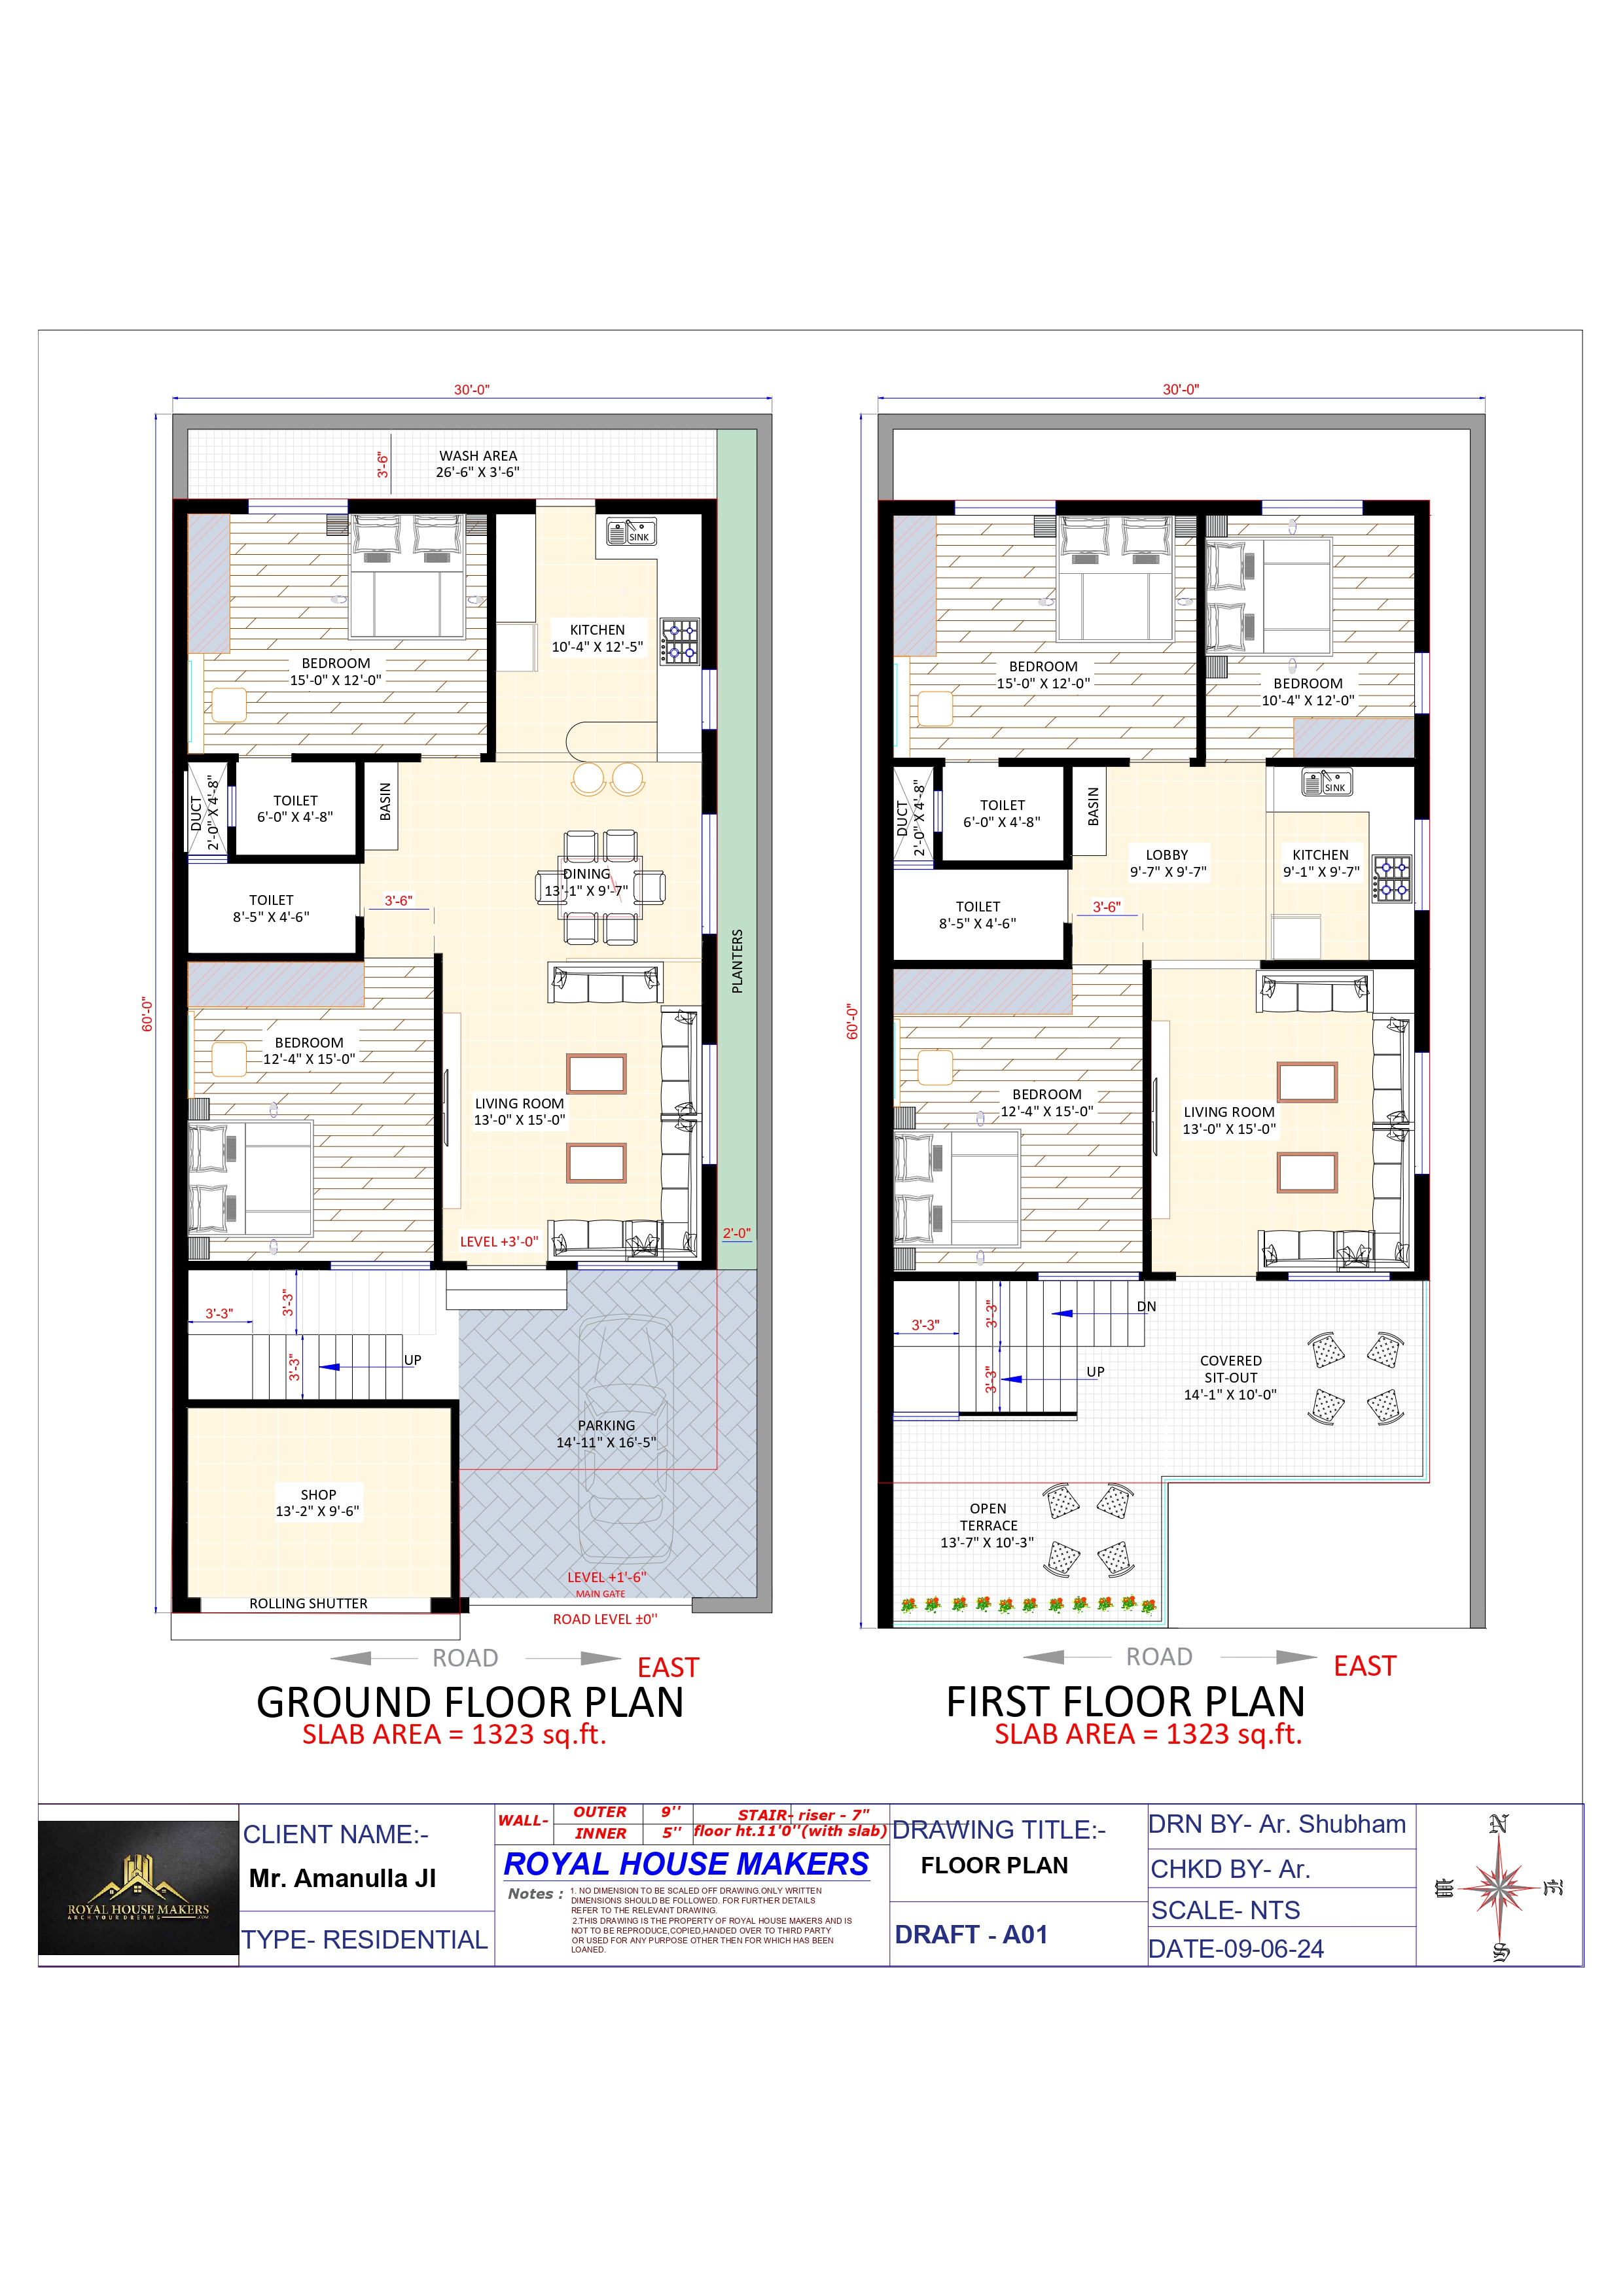 30'-0"
WASH AREA
26'-6" X 3'-6"
3'-6"
SINK
KITCHEN
10'-4" X 12'-5"
BEDROOM
15'-0" X 12'-0"
DUCT
2'-0" X 4'-8"
TOILET
6'-0" X 4'-8"
BASIN
DINING
13'-1" X 9'-7"
TOILET
8'-5" X 4'-6"
3'-6"
PLANTERS
60'-0"
BEDROOM
12'-4" X 15'-0"
LIVING ROOM
13'-0" X 15'-0"
LEVEL +3'-0"
2'-0"
3'-3"
3'-3"
3'-3"
UP
PARKING
14'-11" X 16'-5"
SHOP
13'-2" X 9'-6"
LEVEL +1'-6"
MAIN GATE
ROLLING SHUTTER
ROAD LEVEL ±0''
ROAD
EAST
GROUND FLOOR PLAN
SLAB AREA = 1323 sq.ft.
30'-0"
BEDROOM
15'-0" X 12'-0"
BEDROOM
10'-4" X 12'-0"
SINK
DUCT
2'-0" X 4'-8"
TOILET
6'-0" X 4'-8"
BASIN
LOBBY
9'-7" X 9'-7"
KITCHEN
9'-1" X 9'-7"
TOILET
8'-5" X 4'-6"
3'-6"
60'-0"
BEDROOM
12'-4" X 15'-0"
LIVING ROOM
13'-0" X 15'-0"
DN
3'-3"
3'-3"
3'-3"
UP
COVERED
SIT-OUT
14'-1" X 10'-0"
OPEN
TERRACE
13'-7" X 10'-3"
ROAD
EAST
FIRST FLOOR PLAN
SLAB AREA = 1323 sq.ft.
ROYAL HOUSE MAKERS
ARCH YOUR DREAMS .COM
CLIENT NAME:-
Mr. Amanulla JI
TYPE- RESIDENTIAL
WALL-
OUTER 9''
INNER 5''
STAIR- riser - 7"
floor ht.11'0''(with slab)
ROYAL HOUSE MAKERS
Notes :
1. NO DIMENSION TO BE SCALED OFF DRAWING.ONLY WRITTEN
DIMENSIONS SHOULD BE FOLLOWED. FOR FURTHER DETAILS
REFER TO THE RELEVANT DRAWING.
2.THIS DRAWING IS THE PROPERTY OF ROYAL HOUSE MAKERS AND IS
NOT TO BE REPRODUCE,COPIED,HANDED OVER TO THIRD PARTY
OR USED FOR ANY PURPOSE OTHER THEN FOR WHICH HAS BEEN
LOANED.
DRAWING TITLE:-
FLOOR PLAN
DRAFT - A01
DRN BY- Ar. Shubham
CHKD BY- Ar.
SCALE- NTS
DATE-09-06-24
N
W
E
S